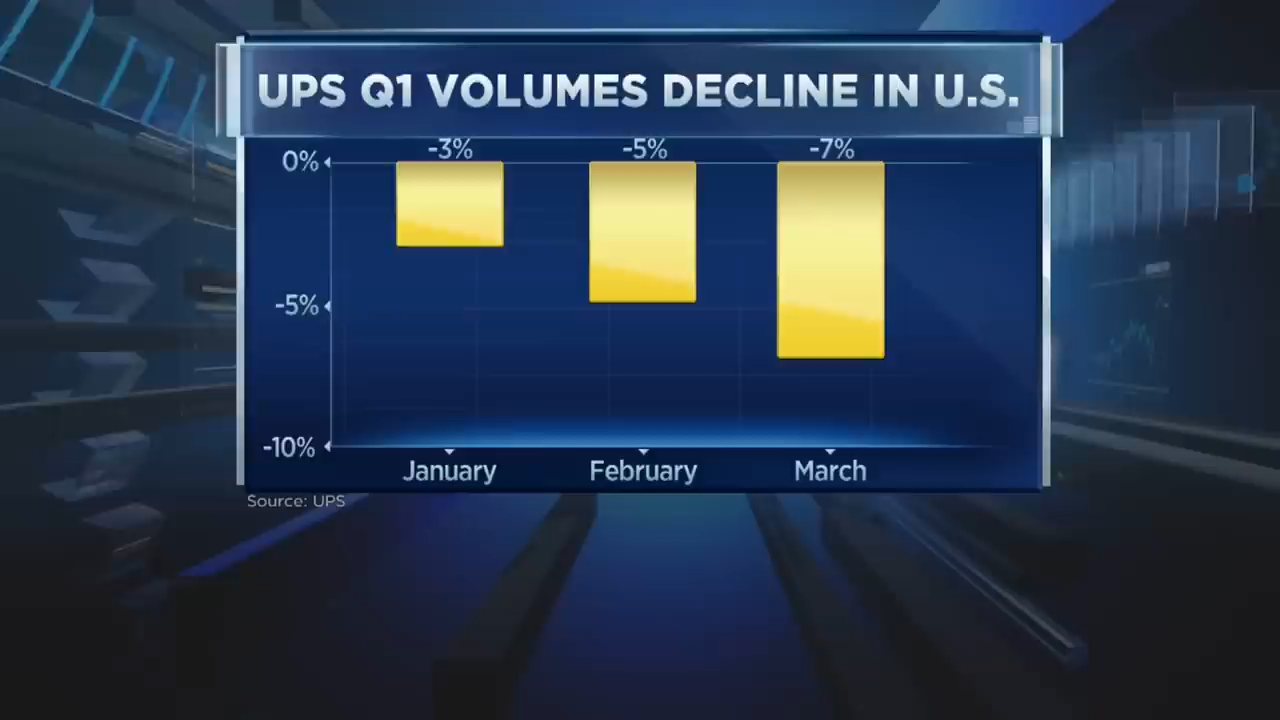 UPS Q1 VOLUMES DECLINE IN U.S.
-3% -5% -7%
0%
-5%
-10%
January February March
Source: UPS